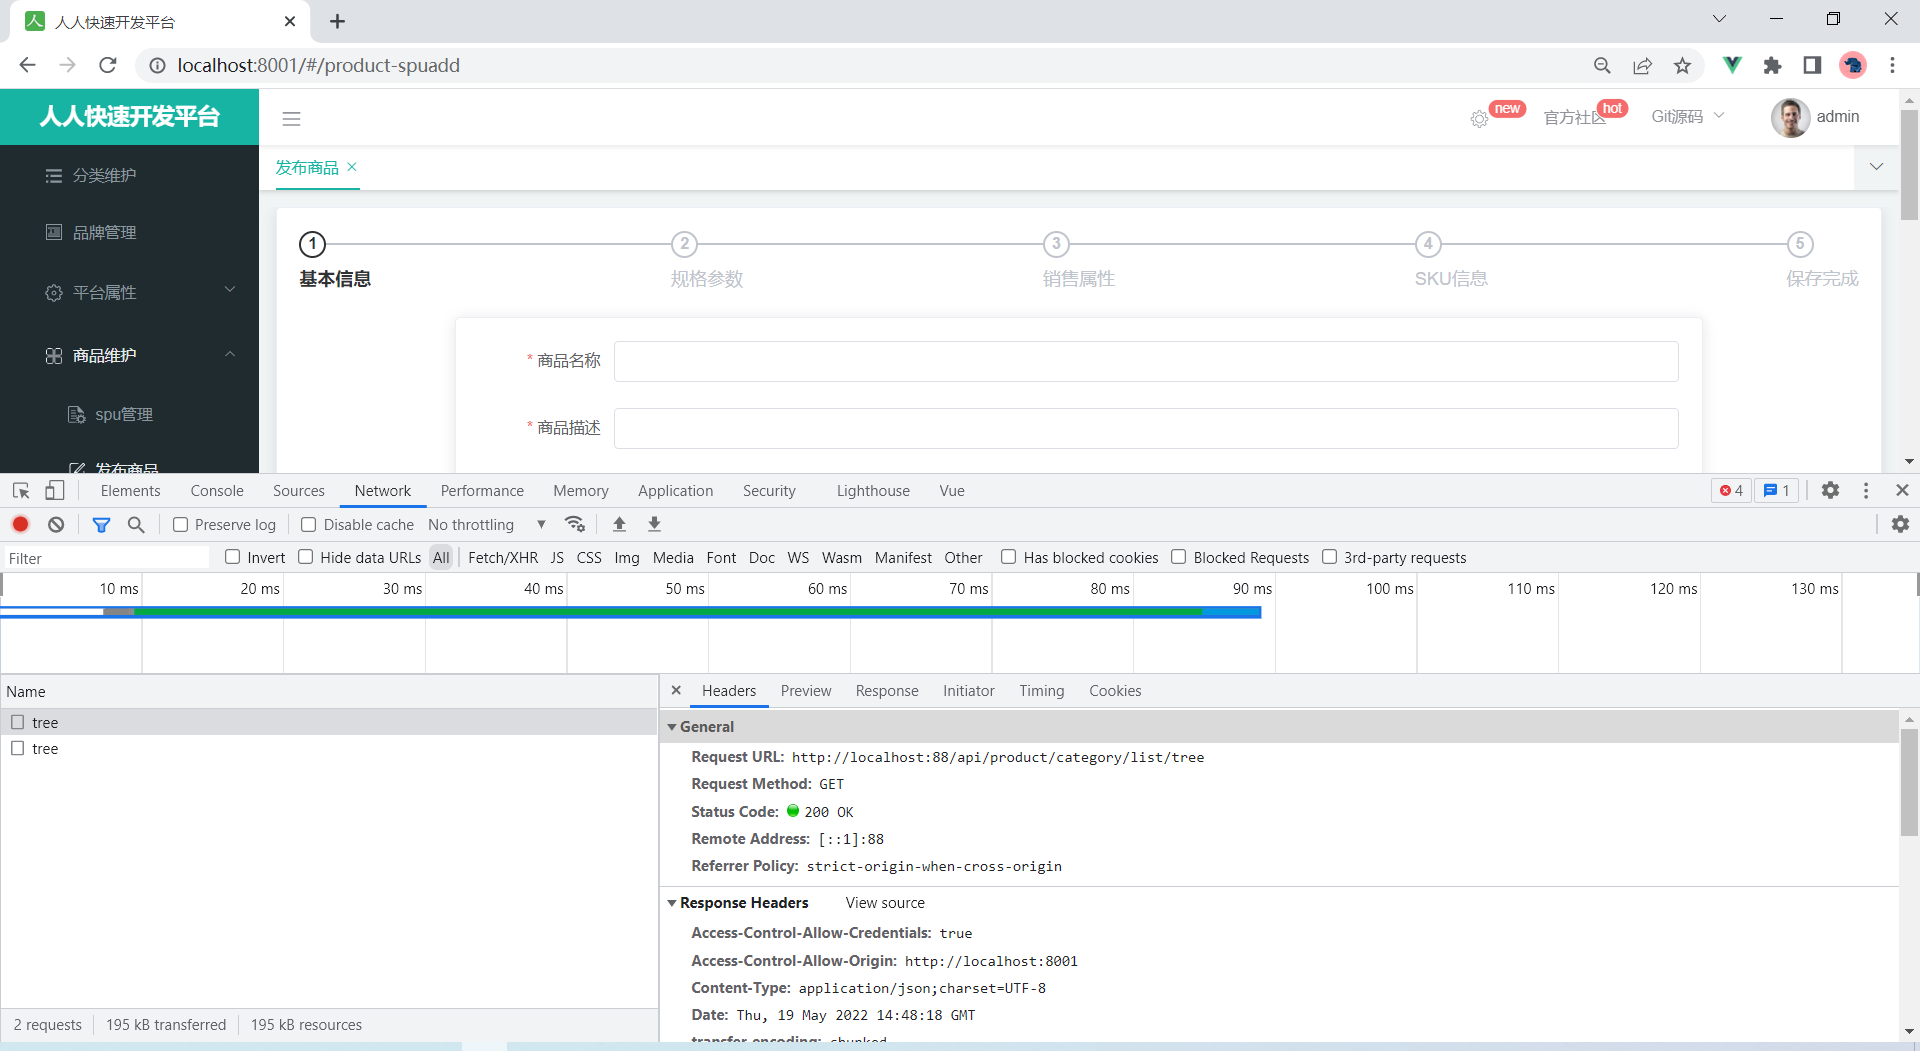 人人快速开发平台
localhost:8001/#/product-spuadd
人人快速开发平台
new
官方社区
hot
Git源码
admin
分类维护
品牌管理
平台属性
商品维护
spu管理
发布商品
发布商品
1
2
3
4
5
基本信息
规格参数
销售属性
SKU信息
保存完成
* 商品名称
* 商品描述
Elements Console Sources Network Performance Memory Application Security Lighthouse Vue
4
1
Preserve log Disable cache No throttling
Filter
Invert Hide data URLs All Fetch/XHR JS CSS Img Media Font Doc WS Wasm Manifest Other Has blocked cookies Blocked Requests 3rd-party requests
10 ms 20 ms 30 ms 40 ms 50 ms 60 ms 70 ms 80 ms 90 ms 100 ms 110 ms 120 ms 130 ms
Name
tree
tree
2 requests 195 kB transferred 195 kB resources
Headers Preview Response Initiator Timing Cookies
General
Request URL: http://localhost:88/api/product/category/list/tree
Request Method: GET
Status Code: 200 OK
Remote Address: [::1]:88
Referrer Policy: strict-origin-when-cross-origin
Response Headers View source
Access-Control-Allow-Credentials: true
Access-Control-Allow-Origin: http://localhost:8001
Content-Type: application/json;charset=UTF-8
Date: Thu, 19 May 2022 14:48:18 GMT
transfer-encoding: chunked